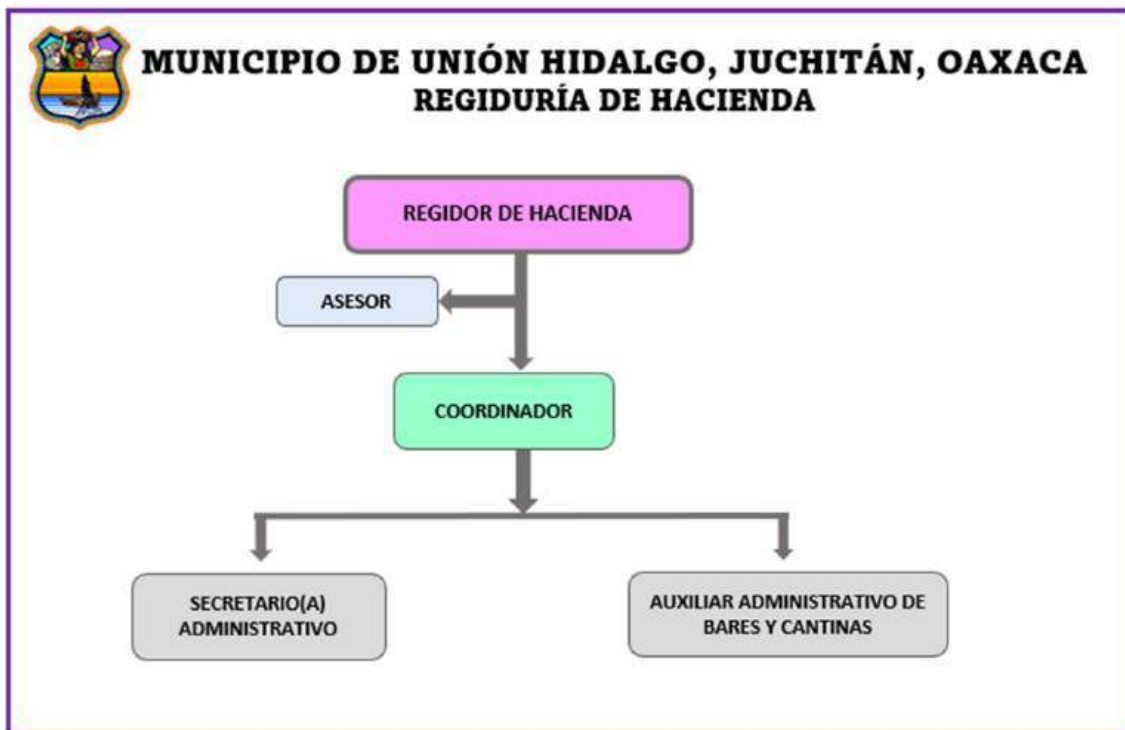 MUNICIPIO DE UNIÓN HIDALGO, JUCHITÁN, OAXACA
REGIDURÍA DE HACIENDA
REGIDOR DE HACIENDA
ASESOR
COORDINADOR
SECRETARIO(A)
ADMINISTRATIVO
AUXILIAR ADMINISTRATIVO DE
BARES Y CANTINAS